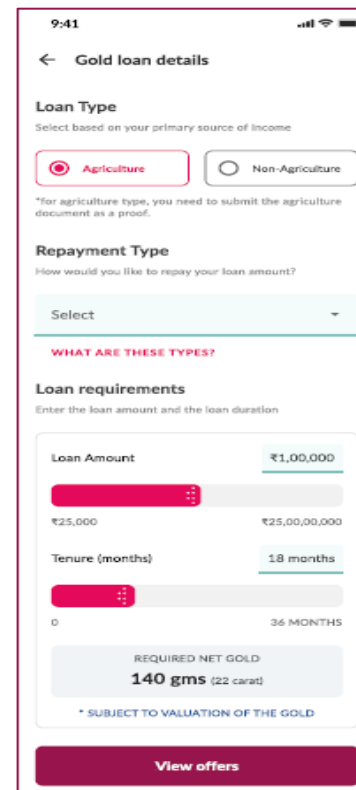 9:41
Gold loan details
Loan Type
Select based on your primary source of Income
Agriculture
Non-Agriculture
*for agriculture type, you need to submit the agriculture
document as a proof.
Repayment Type
How would you like to repay your loan amount?
Select
WHAT ARE THESE TYPES?
Loan requirements
Enter the loan amount and the loan duration
Loan Amount
₹1,00,000
₹25,000
₹25,00,00,000
Tenure (months)
18 months
0
36 MONTHS
REQUIRED NET GOLD
140 gms (22 carat)
* SUBJECT TO VALUATION OF THE GOLD
View offers